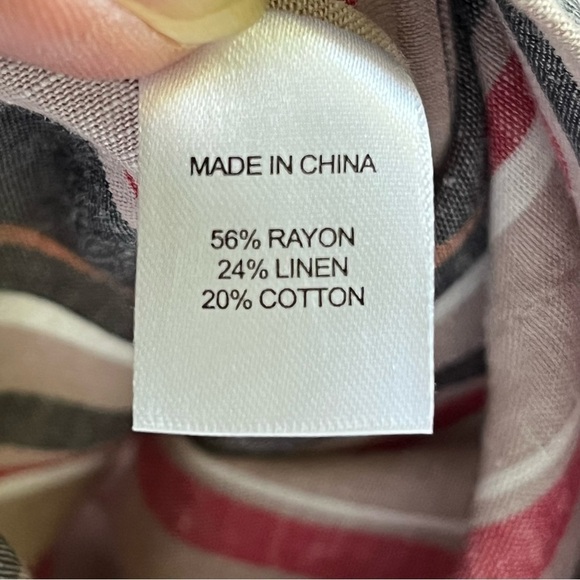 MADE IN CHINA
56% RAYON
24% LINEN
20% COTTON